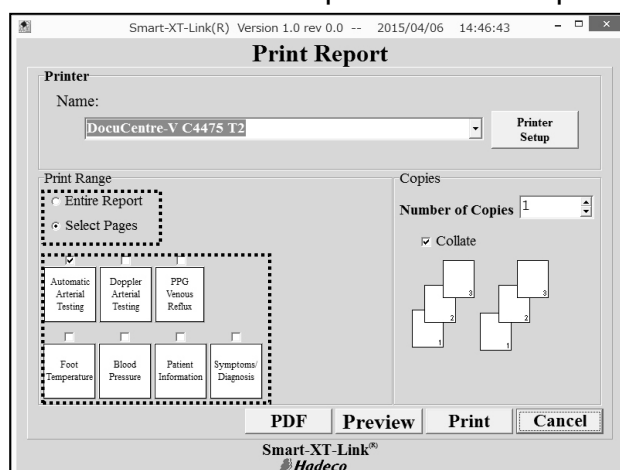 Smart-XT-Link(R) Version 1.0 rev 0.0 -- 2015/04/06 14:46:43
Print Report
Printer
Name:
DocuCentre-V C4475 T2
Printer
Setup
Print Range
Entire Report
Select Pages
Automatic
Arterial
Testing
Doppler
Arterial
Testing
PPG
Venous
Reflux
Foot
Temperature
Blood
Pressure
Patient
Information
Symptoms/
Diagnosis
Copies
Number of Copies 1
Collate
3
2
1
3
2
1
PDF Preview Print Cancel
Smart-XT-Link(R)
Hadeco